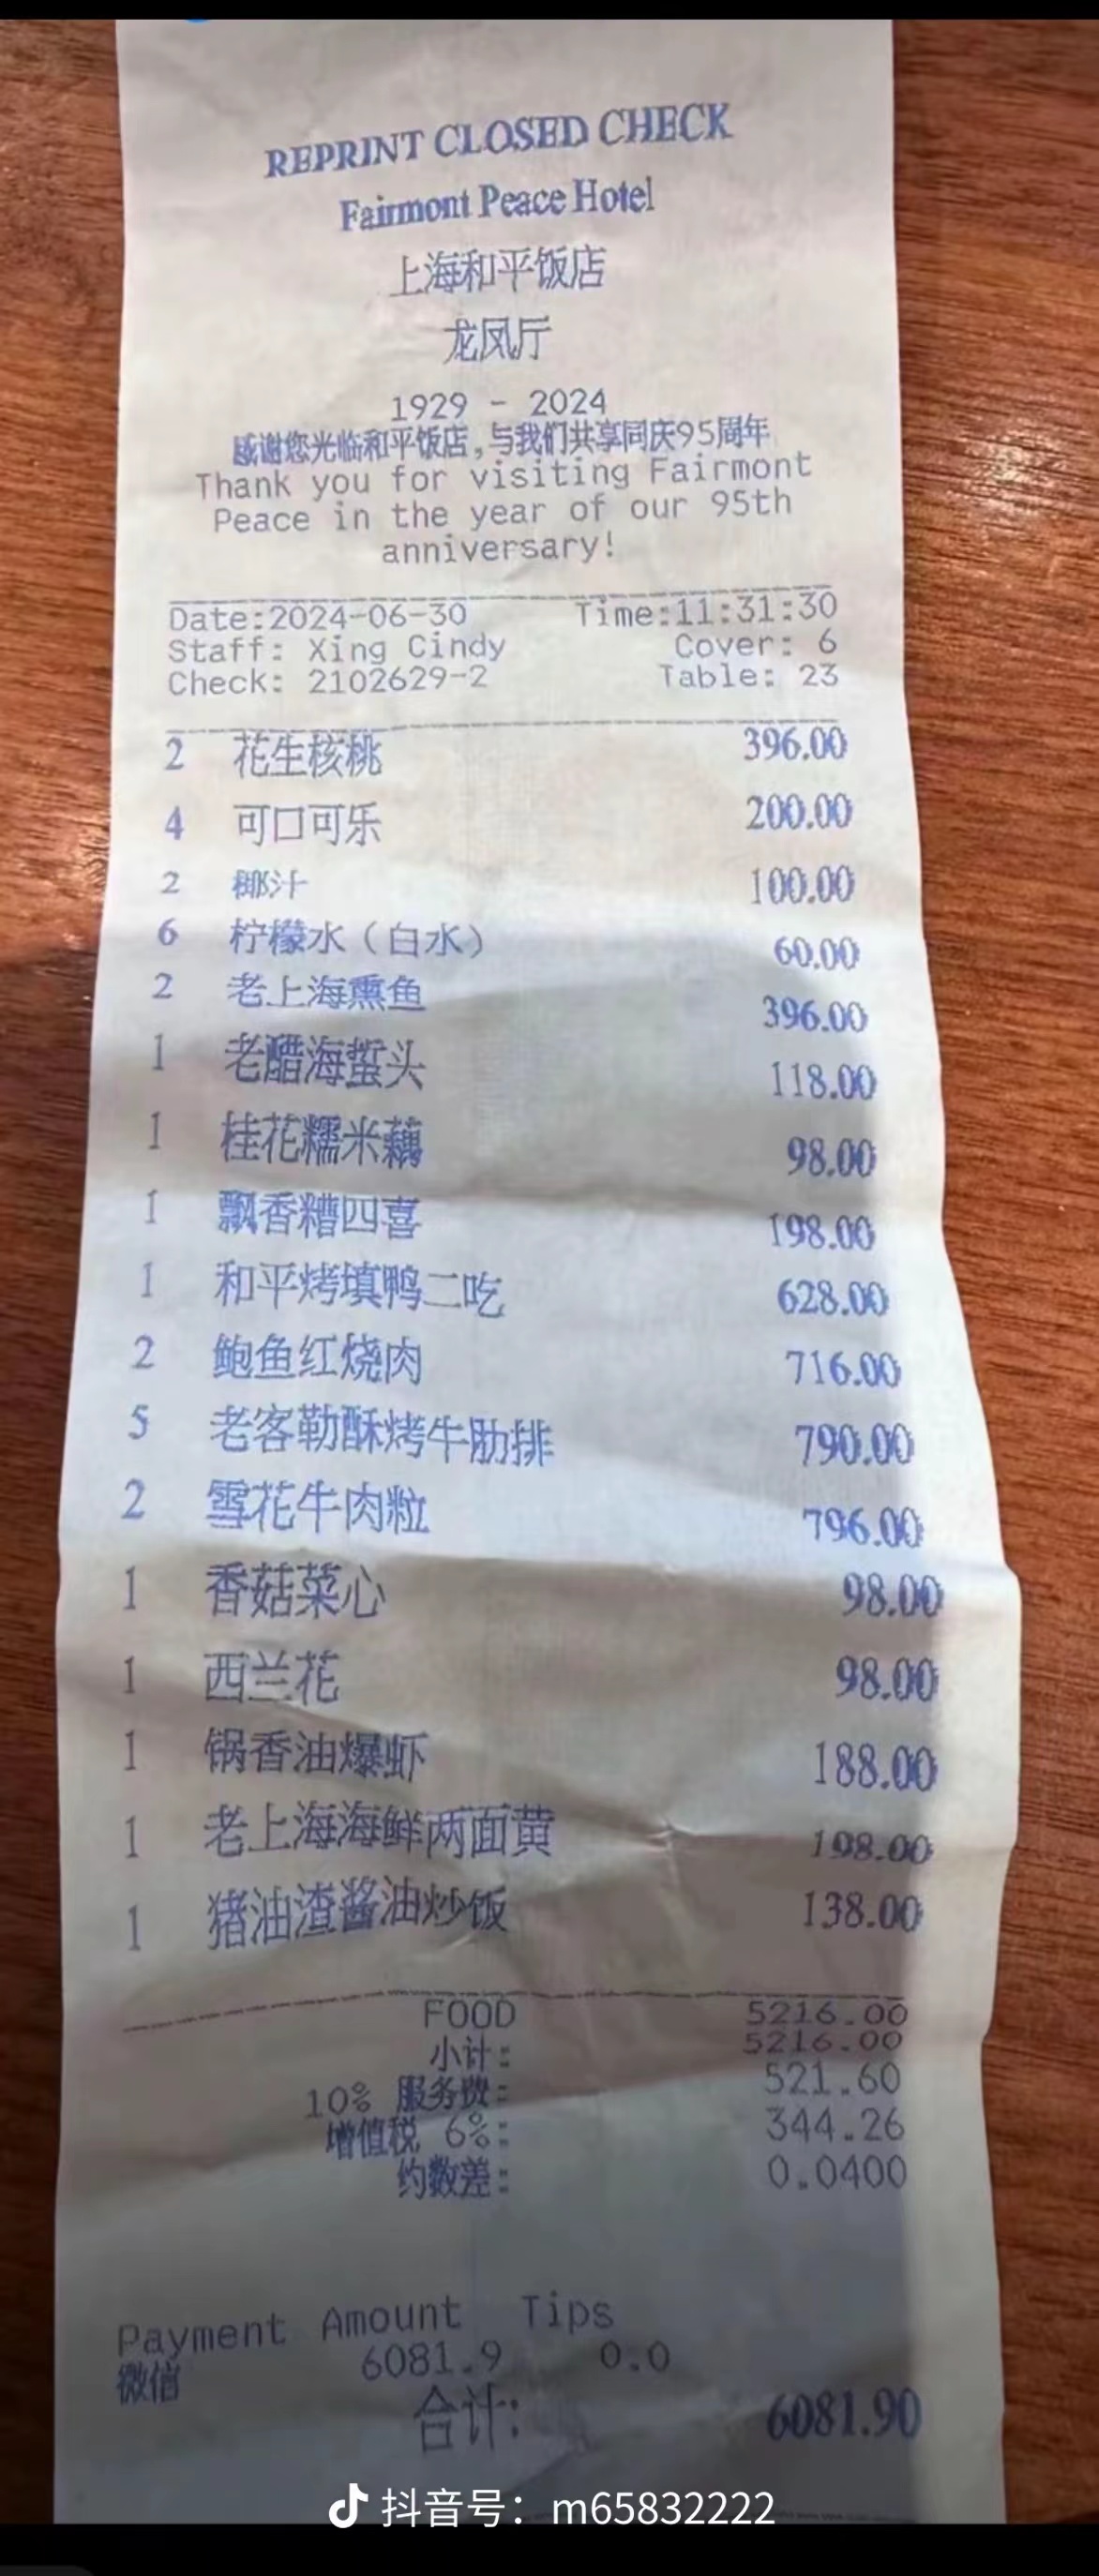 REPRINT CLOSED CHECK
Fairmont Peace Hotel
上海和平饭店
龙凤厅
1929 - 2024
感谢您光临和平饭店,与我们共享同庆95周年
Thank you for visiting Fairmont
Peace in the year of our 95th
anniversary!
Date:2024-06-30 Time:11:31:30
Staff: Xing Cindy Cover: 6
Check: 2102629-2 Table: 23
2 花生核桃 396.00
4 可口可乐 200.00
2 椰汁 100.00
6 柠檬水（白水） 60.00
2 老上海熏鱼 396.00
1 老醋海蜇头 118.00
1 桂花糯米藕 98.00
1 飘香糟四喜 198.00
1 和平烤填鸭二吃 628.00
2 鲍鱼红烧肉 716.00
5 老客勒酥烤牛肋排 790.00
2 雪花牛肉粒 796.00
1 香菇菜心 98.00
1 西兰花 98.00
1 锅香油爆虾 188.00
1 老上海海鲜两面黄 198.00
1 猪油渣酱油炒饭 138.00
FOOD 5216.00
小计: 5216.00
10% 服务费: 521.60
增值税 6%: 344.26
约数差: 0.0400
Payment Amount Tips
微信 6081.9 0.0
合计: 6081.90
抖音号：m65832222